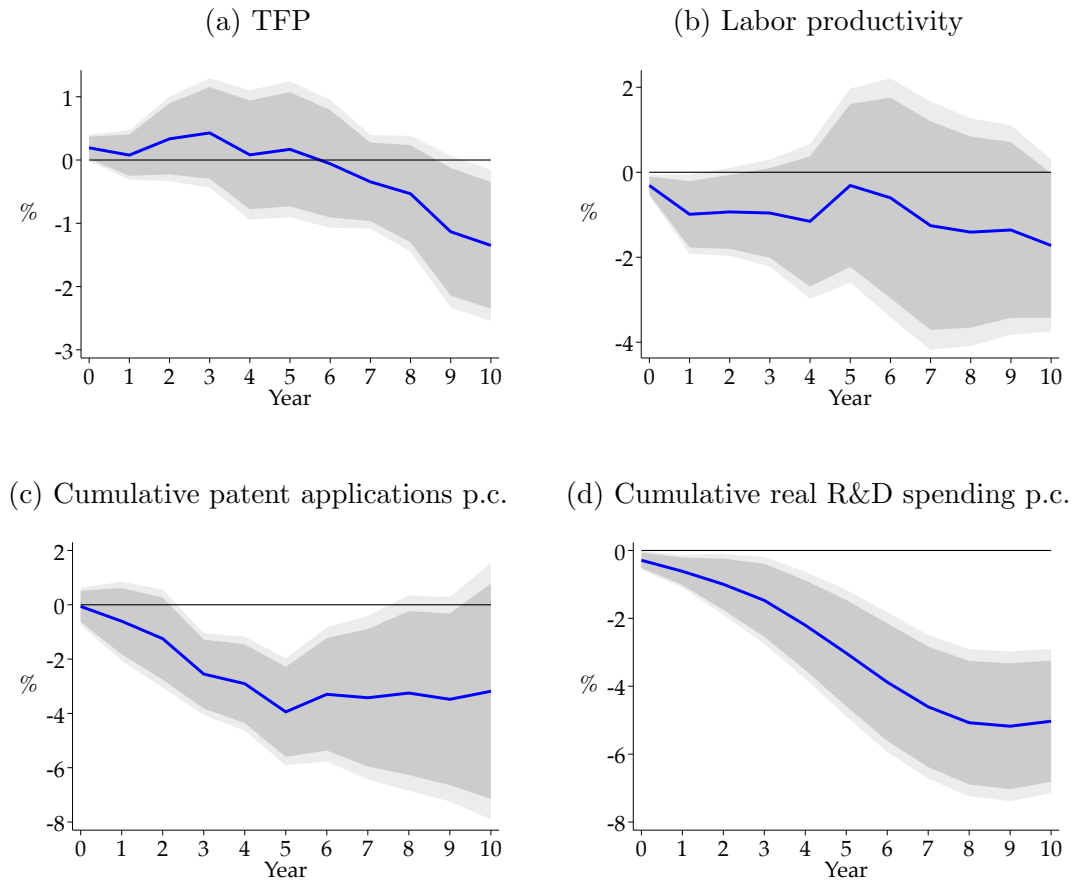 (a) TFP
1
0
-1
-2
-3
%
0 1 2 3 4 5 6 7 8 9 10
Year
(b) Labor productivity
2
0
-2
-4
%
0 1 2 3 4 5 6 7 8 9 10
Year
(c) Cumulative patent applications p.c.
2
0
-2
-4
-6
-8
%
0 1 2 3 4 5 6 7 8 9 10
Year
(d) Cumulative real R&D spending p.c.
0
-2
-4
-6
-8
%
0 1 2 3 4 5 6 7 8 9 10
Year